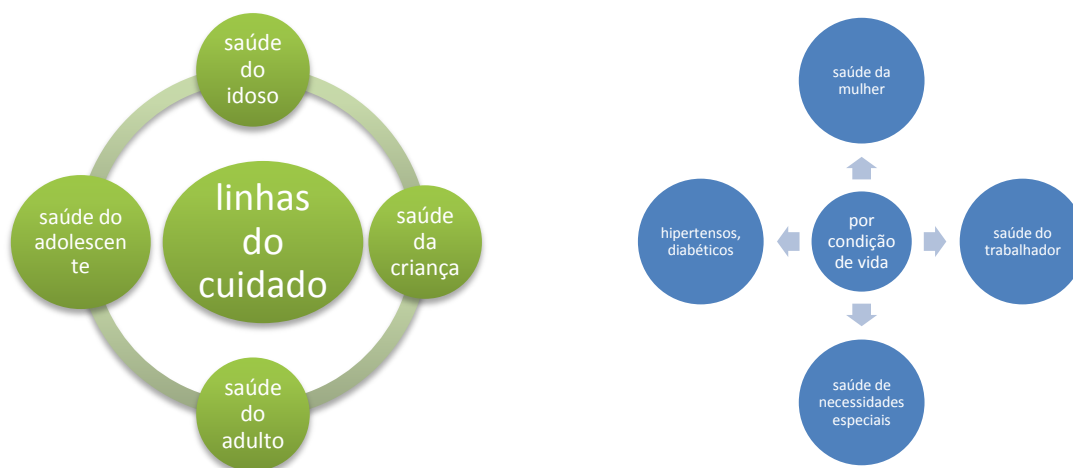 saúde
do
idoso
linhas
do
cuidado
saúde do
adolescen
te
saúde
da
criança
saúde
do
adulto
saúde da
mulher
hipertensos,
diabéticos
por
condição
de vida
saúde do
trabalhador
saúde de
necessidades
especiais